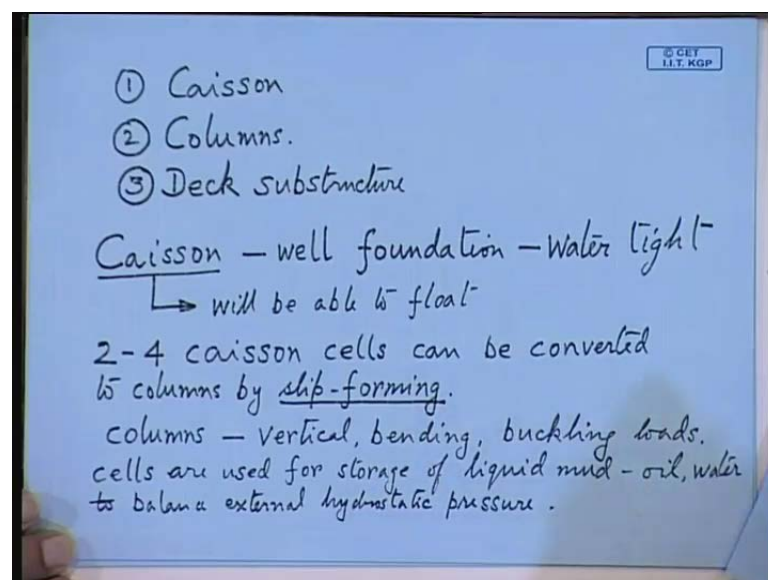 © CET
I.I.T. KGP
① Caisson
② Columns.
③ Deck substructure
Caisson – well foundation – Water tight
→ will be able to float
2-4 caisson cells can be converted
to columns by slip-forming.
columns – vertical, bending, buckling loads.
cells are used for storage of liquid mud – oil, water
to balance external hydrostatic pressure.